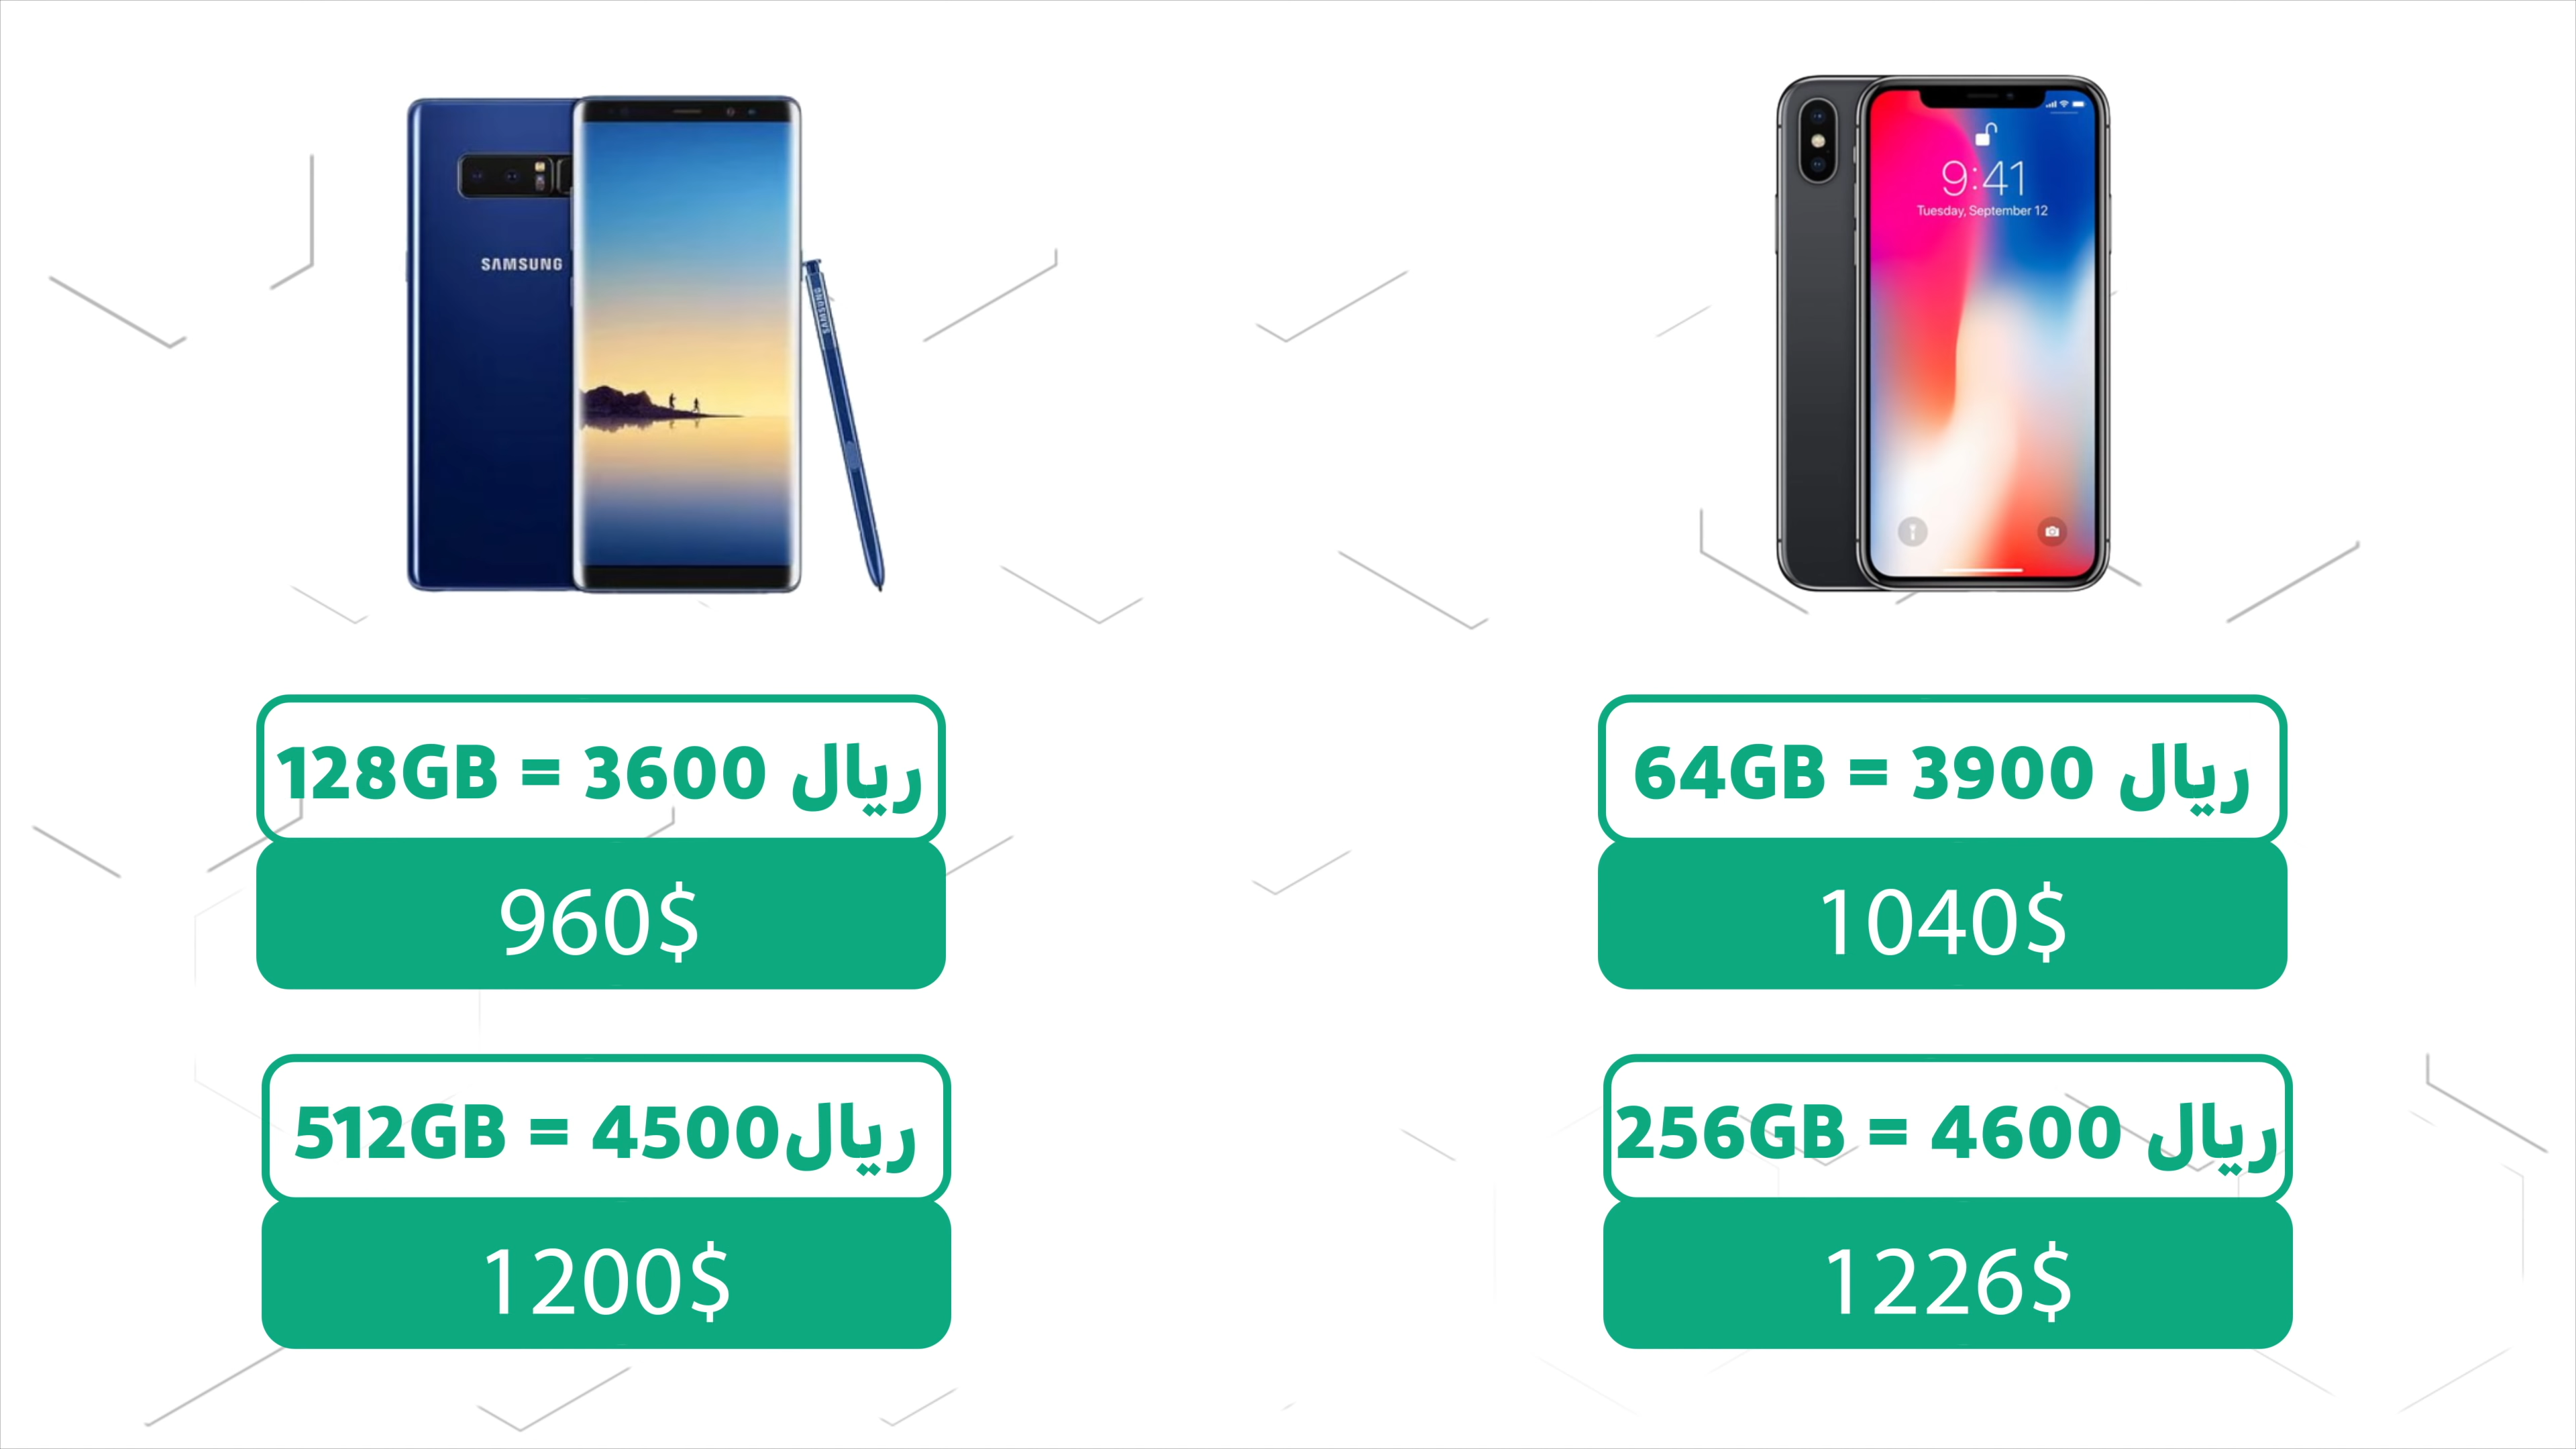 SAMSUNG
SAMSUNG
9:41
Tuesday, September 12
128GB = 3600 ريال
960$
512GB = 4500ريال
1200$
64GB = 3900 ريال
1040$
256GB = 4600 ريال
1226$